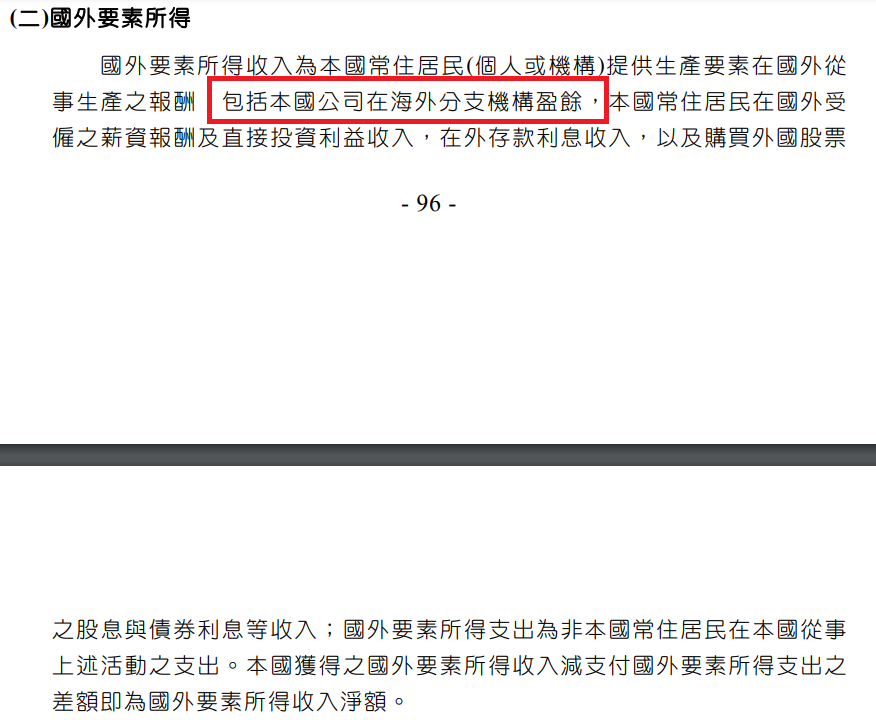 (二)國外要素所得
國外要素所得收入為本國常住居民(個人或機構)提供生產要素在國外從
事生產之報酬 包括本國公司在海外分支機構盈餘，本國常住居民在國外受
僱之薪資報酬及直接投資利益收入，在外存款利息收入，以及購買外國股票
- 96 -
之股息與債券利息等收入；國外要素所得支出為非本國常住居民在本國從事
上述活動之支出。本國獲得之國外要素所得收入減支付國外要素所得支出之
差額即為國外要素所得收入淨額。